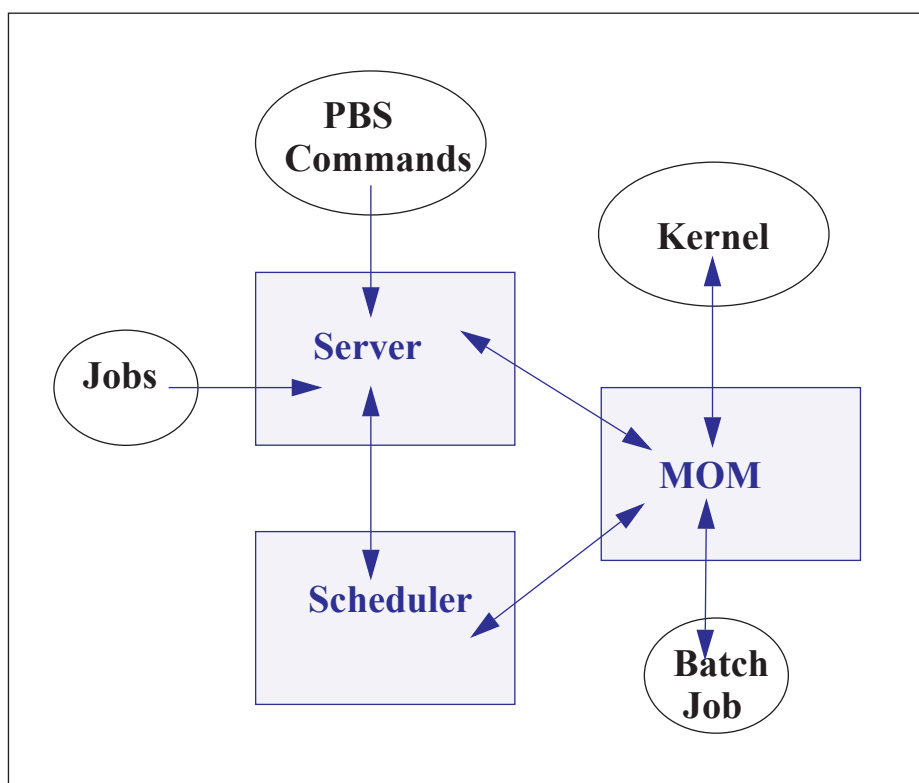 PBS
Commands
Kernel
Server
Jobs
MOM
Scheduler
Batch
Job